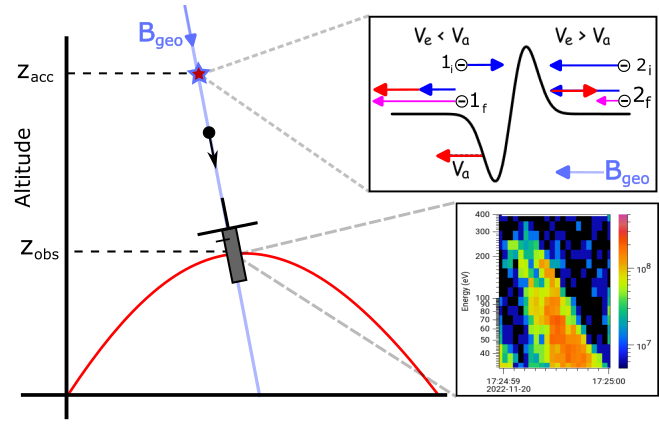 B_geo
z_acc
Altitude
z_obs
V_e < V_a
V_e > V_a
1_i
2_i
1_f
2_f
V_a
B_geo
400
300
200
100
90
80
70
60
50
40
Energy (eV)
10^8
10^7
17:24:59
17:25:00
2022-11-20